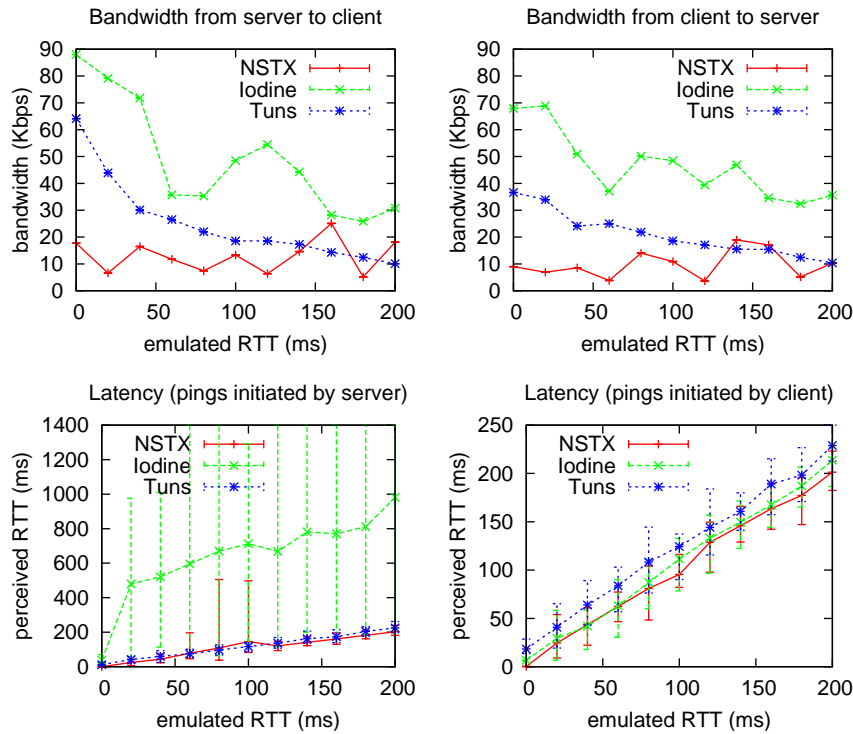 Bandwidth from server to client
bandwidth (Kbps)
90
80
70
60
50
40
30
20
10
0
NSTX
Iodine
Tuns
0 50 100 150 200
emulated RTT (ms)
Bandwidth from client to server
bandwidth (Kbps)
90
80
70
60
50
40
30
20
10
0
NSTX
Iodine
Tuns
0 50 100 150 200
emulated RTT (ms)
Latency (pings initiated by server)
perceived RTT (ms)
1400
1200
1000
800
600
400
200
0
NSTX
Iodine
Tuns
0 50 100 150 200
emulated RTT (ms)
Latency (pings initiated by client)
perceived RTT (ms)
250
200
150
100
50
0
NSTX
Iodine
Tuns
0 50 100 150 200
emulated RTT (ms)